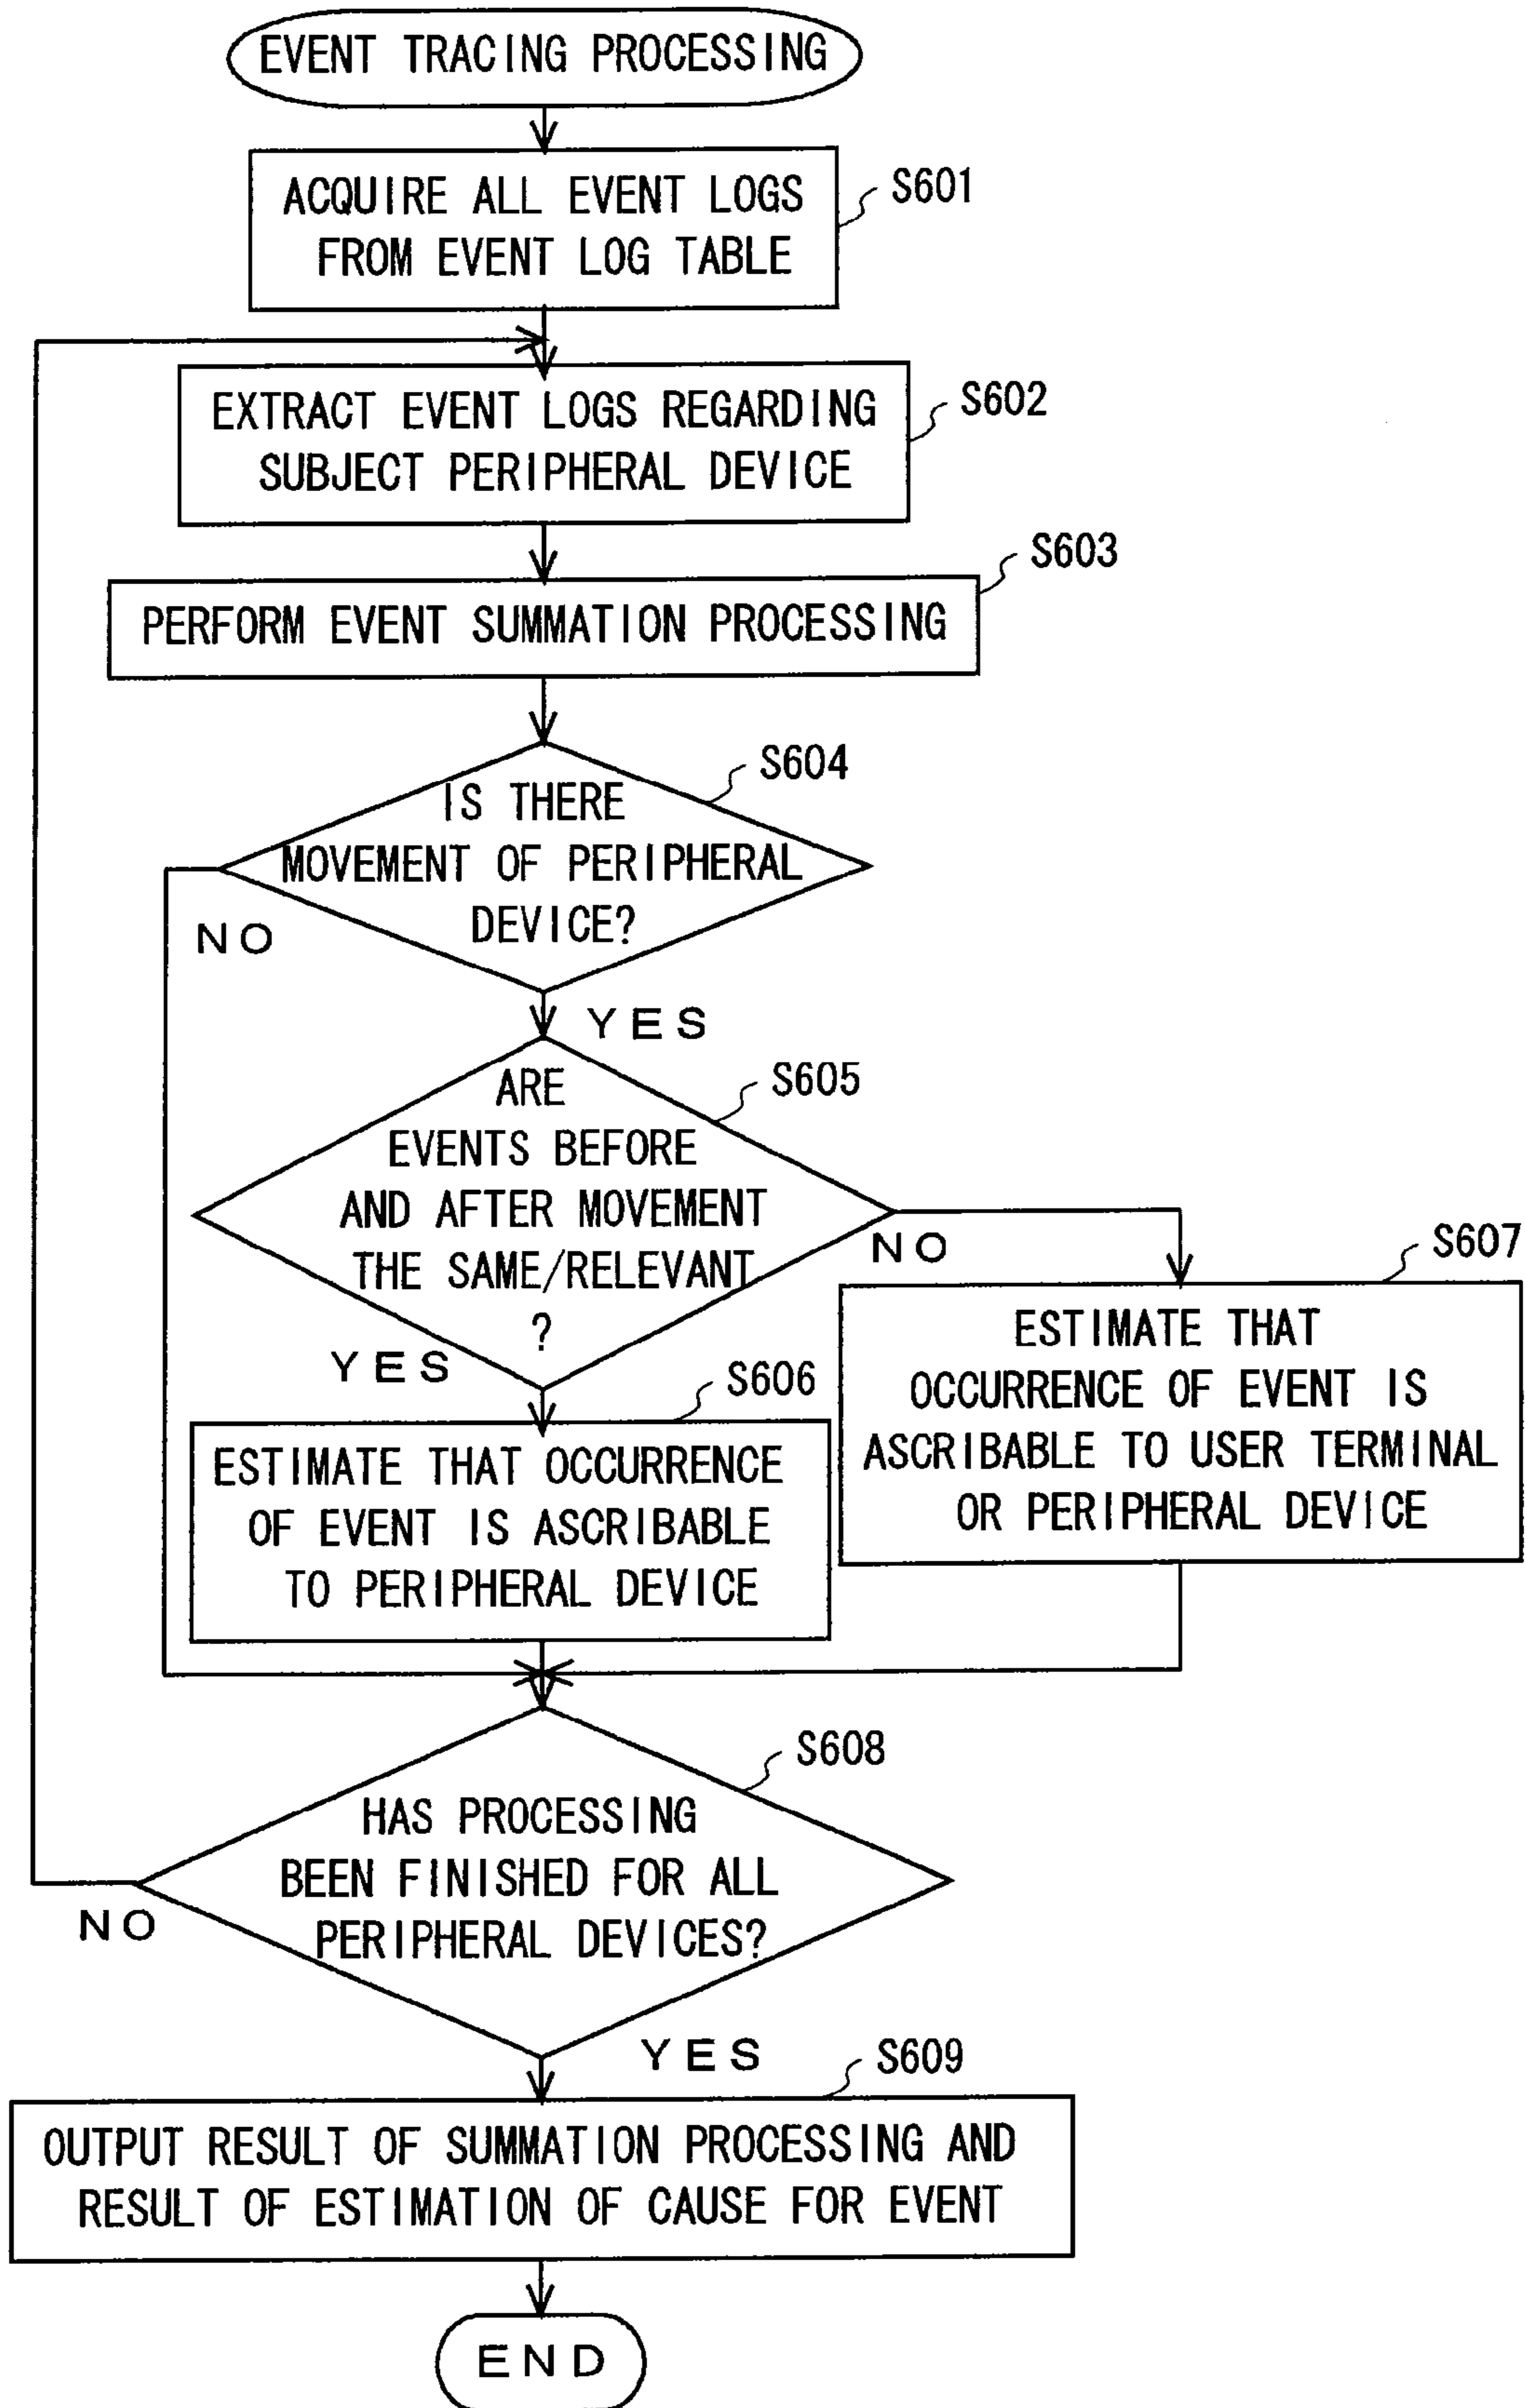 EVENT TRACING PROCESSING
ACQUIRE ALL EVENT LOGS
FROM EVENT LOG TABLE
S601
EXTRACT EVENT LOGS REGARDING
SUBJECT PERIPHERAL DEVICE
S602
PERFORM EVENT SUMMATION PROCESSING
S603
IS THERE
MOVEMENT OF PERIPHERAL
DEVICE?
S604
NO
YES
ARE
EVENTS BEFORE
AND AFTER MOVEMENT
THE SAME/RELEVANT
?
S605
NO
YES
ESTIMATE THAT OCCURRENCE
OF EVENT IS ASCRIBABLE
TO PERIPHERAL DEVICE
S606
ESTIMATE THAT
OCCURRENCE OF EVENT IS
ASCRIBABLE TO USER TERMINAL
OR PERIPHERAL DEVICE
S607
HAS PROCESSING
BEEN FINISHED FOR ALL
PERIPHERAL DEVICES?
S608
NO
YES
OUTPUT RESULT OF SUMMATION PROCESSING AND
RESULT OF ESTIMATION OF CAUSE FOR EVENT
S609
END